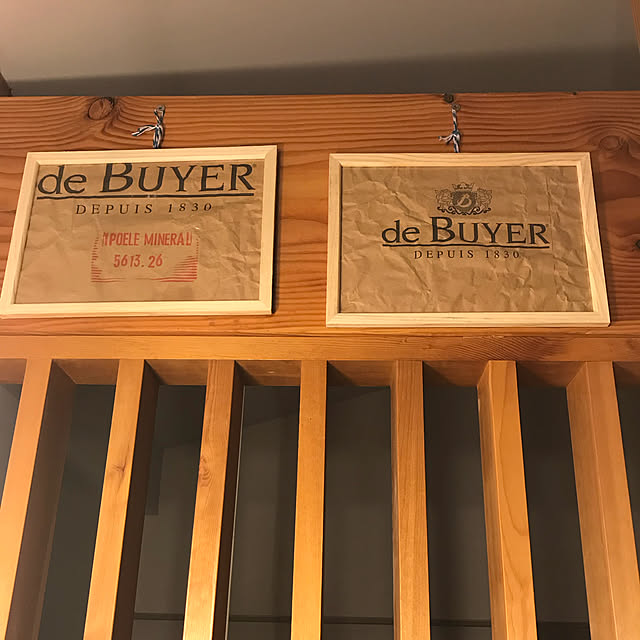 de BUYER®
DEPUIS 1830
POELE MINERAL
5613.26
de BUYER
DEPUIS 1830